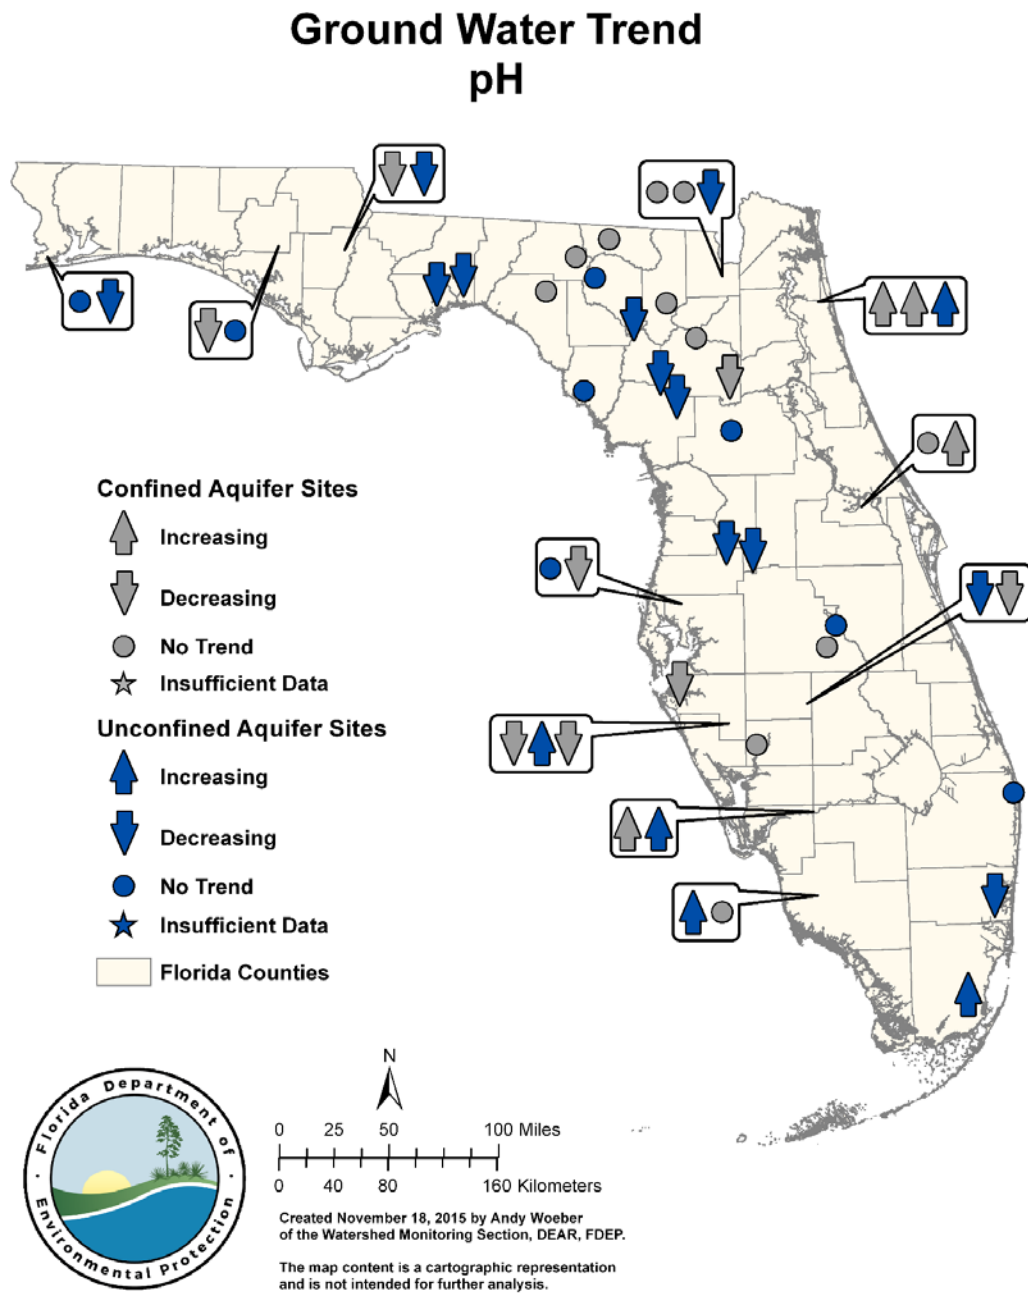 Ground Water Trend
pH
Confined Aquifer Sites
Increasing
Decreasing
No Trend
Insufficient Data
Unconfined Aquifer Sites
Increasing
Decreasing
No Trend
Insufficient Data
Florida Counties
Florida Department of
Environmental Protection
N
0 25 50 100 Miles
0 40 80 160 Kilometers
Created November 18, 2015 by Andy Woeber
of the Watershed Monitoring Section, DEAR, FDEP.
The map content is a cartographic representation
and is not intended for further analysis.